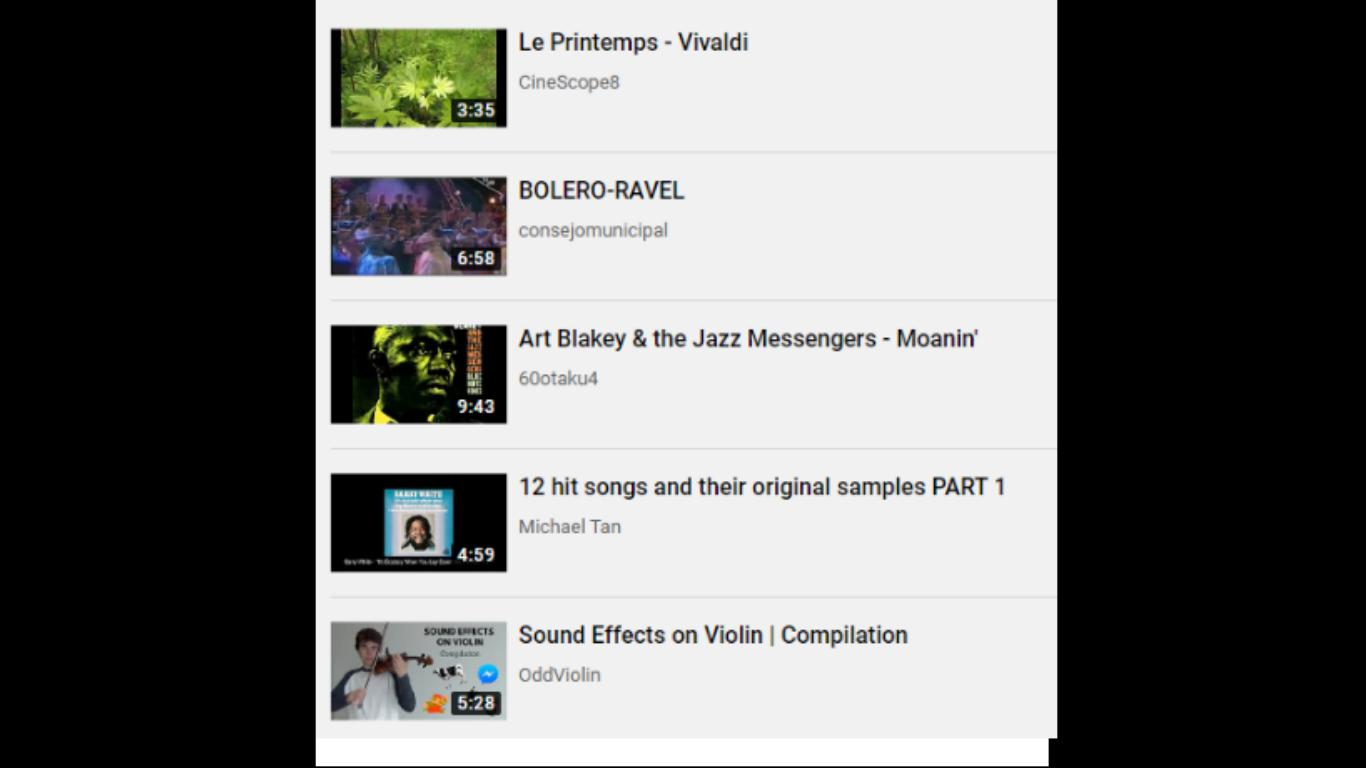 Le Printemps - Vivaldi
CineScope8
3:35
BOLERO-RAVEL
consejomunicipal
6:58
Art Blakey & the Jazz Messengers - Moanin'
60otaku4
9:43
12 hit songs and their original samples PART 1
Michael Tan
BARRY WHITE
4:59
Sound Effects on Violin | Compilation
OddViolin
SOUND EFFECTS
ON VIOLIN
Compilation
5:28